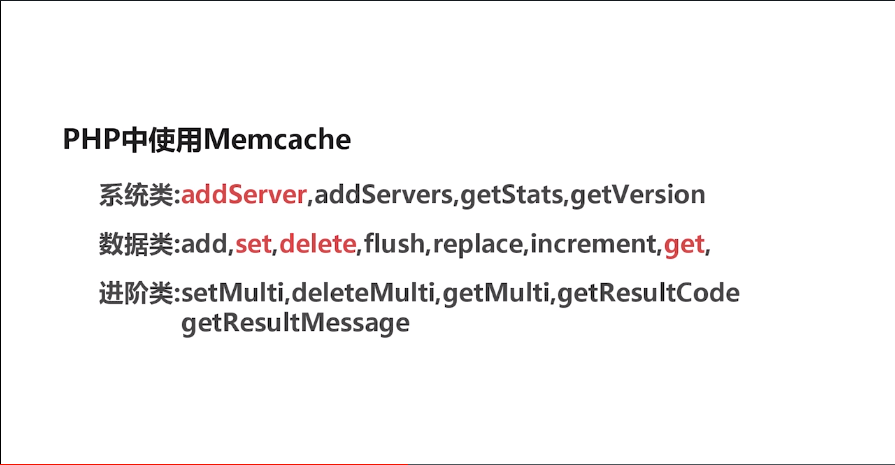 PHP中使用Memcache
系统类:addServer,addServers,getStats,getVersion
数据类:add,set,delete,flush,replace,increment,get,
进阶类:setMulti,deleteMulti,getMulti,getResultCode
getResultMessage